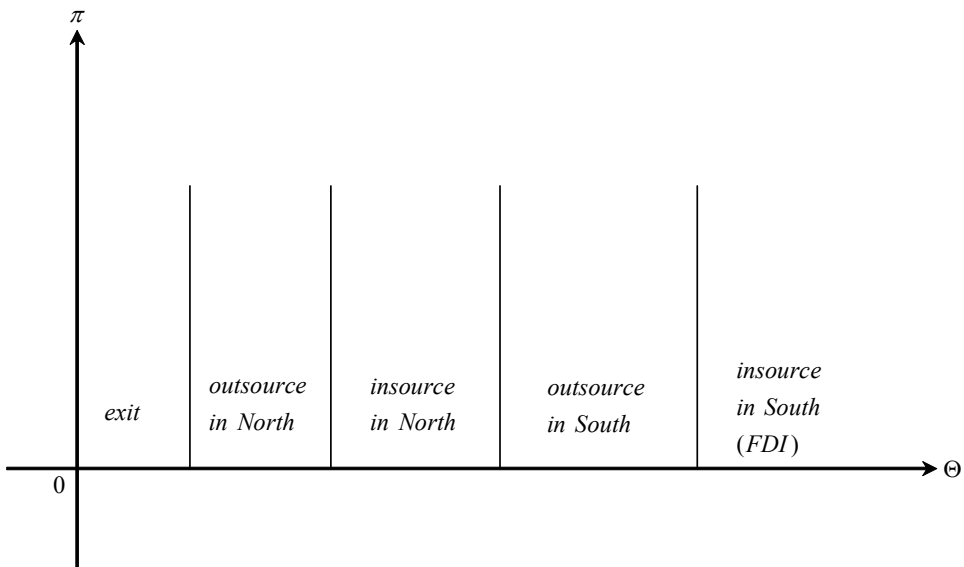 π
exit
outsource
in North
insource
in North
outsource
in South
insource
in South
(FDI)
0
Θ